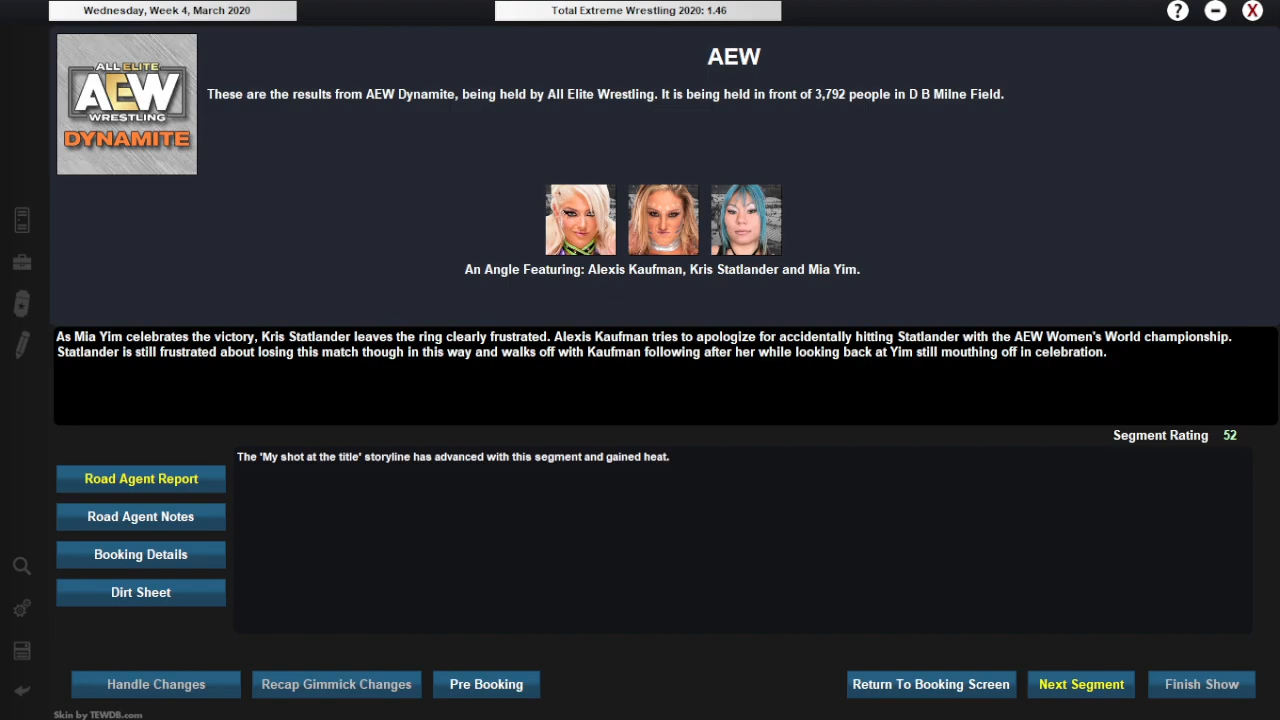 Wednesday, Week 4, March 2020
Total Extreme Wrestling 2020: 1.46
?
X
AEW
ALL ELITE
AEW
WRESTLING
DYNAMITE
These are the results from AEW Dynamite, being held by All Elite Wrestling. It is being held in front of 3,792 people in D B Milne Field.
An Angle Featuring: Alexis Kaufman, Kris Statlander and Mia Yim.
As Mia Yim celebrates the victory, Kris Statlander leaves the ring clearly frustrated. Alexis Kaufman tries to apologize for accidentally hitting Statlander with the AEW Women's World championship.
Statlander is still frustrated about losing this match though in this way and walks off with Kaufman following after her while looking back at Yim still mouthing off in celebration.
Segment Rating 52
The 'My shot at the title' storyline has advanced with this segment and gained heat.
Road Agent Report
Road Agent Notes
Booking Details
Dirt Sheet
Handle Changes
Recap Gimmick Changes
Pre Booking
Return To Booking Screen
Next Segment
Finish Show
Skin by TEWDB.com